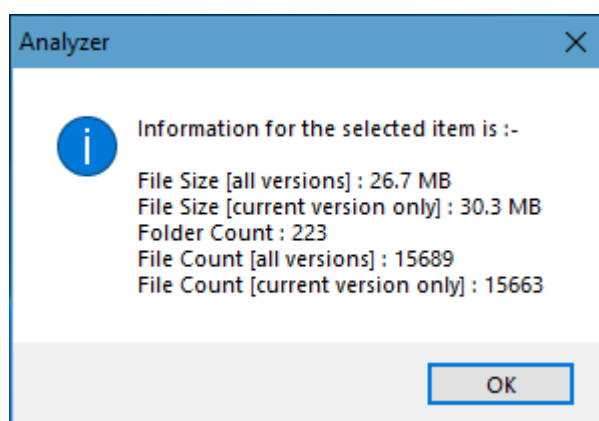 Analyzer
Information for the selected item is :-
File Size [all versions] : 26.7 MB
File Size [current version only] : 30.3 MB
Folder Count : 223
File Count [all versions] : 15689
File Count [current version only] : 15663
OK